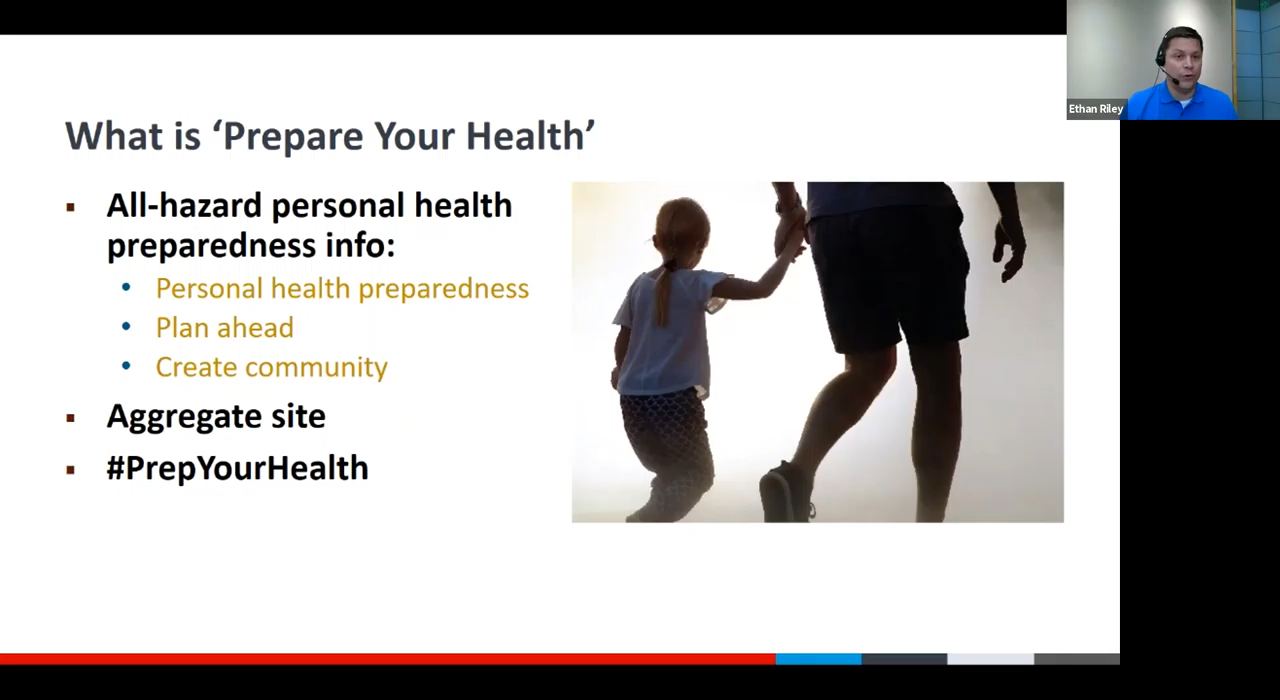 Ethan Riley
What is ‘Prepare Your Health’
All-hazard personal health
preparedness info:
Personal health preparedness
Plan ahead
Create community
Aggregate site
#PrepYourHealth